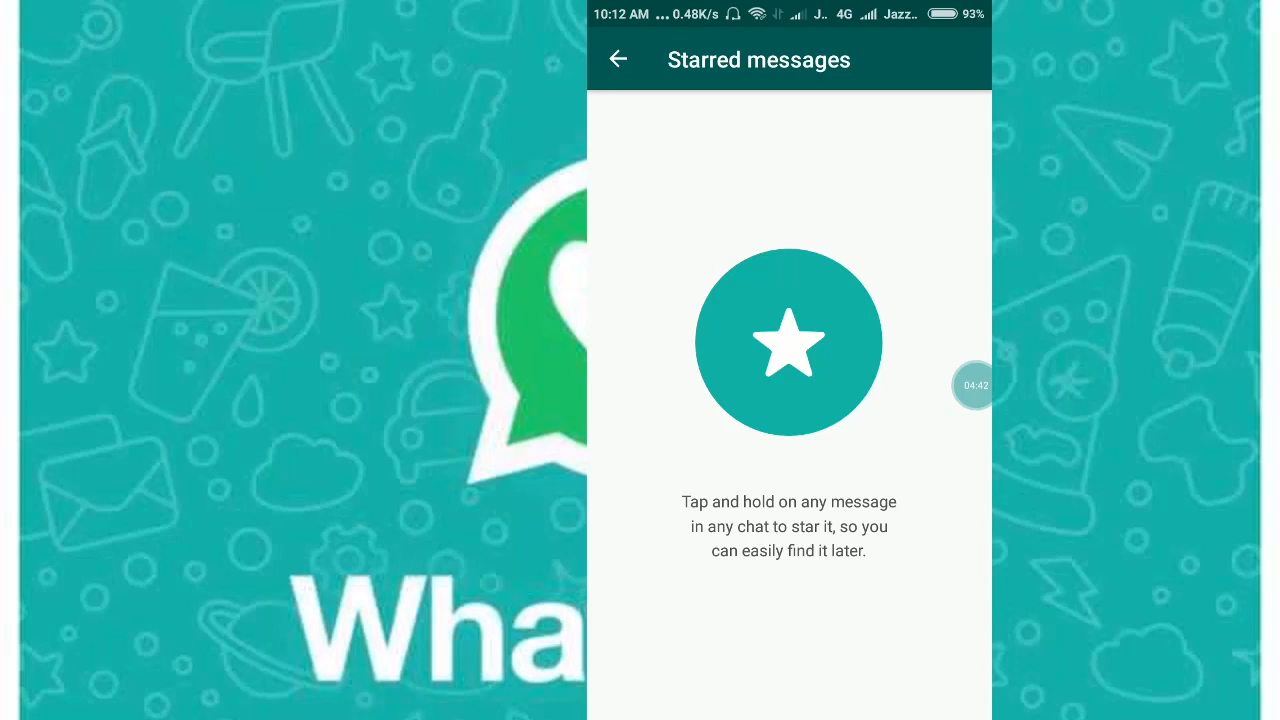 10:12 AM ... 0.48K/s J.. 4G Jazz.. 93%
Starred messages
04:42
Tap and hold on any message
in any chat to star it, so you
can easily find it later.
Wha